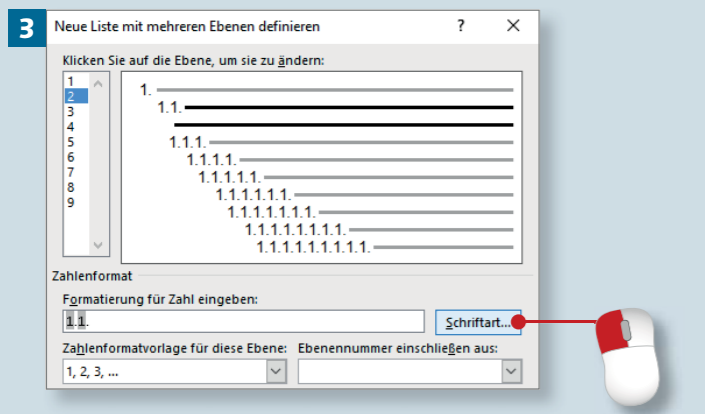 3
Neue Liste mit mehreren Ebenen definieren ? ×
Klicken Sie auf die Ebene, um sie zu ändern:
1
2
3
4
5
6
7
8
9
1.
1.1.
1.1.1.
1.1.1.1.
1.1.1.1.1.
1.1.1.1.1.1.
1.1.1.1.1.1.1.
1.1.1.1.1.1.1.1.
1.1.1.1.1.1.1.1.1.
Zahlenformat
Formatierung für Zahl eingeben:
1.1.
Schriftart...
Zahlenformatvorlage für diese Ebene: Ebenennummer einschließen aus:
1, 2, 3, ...